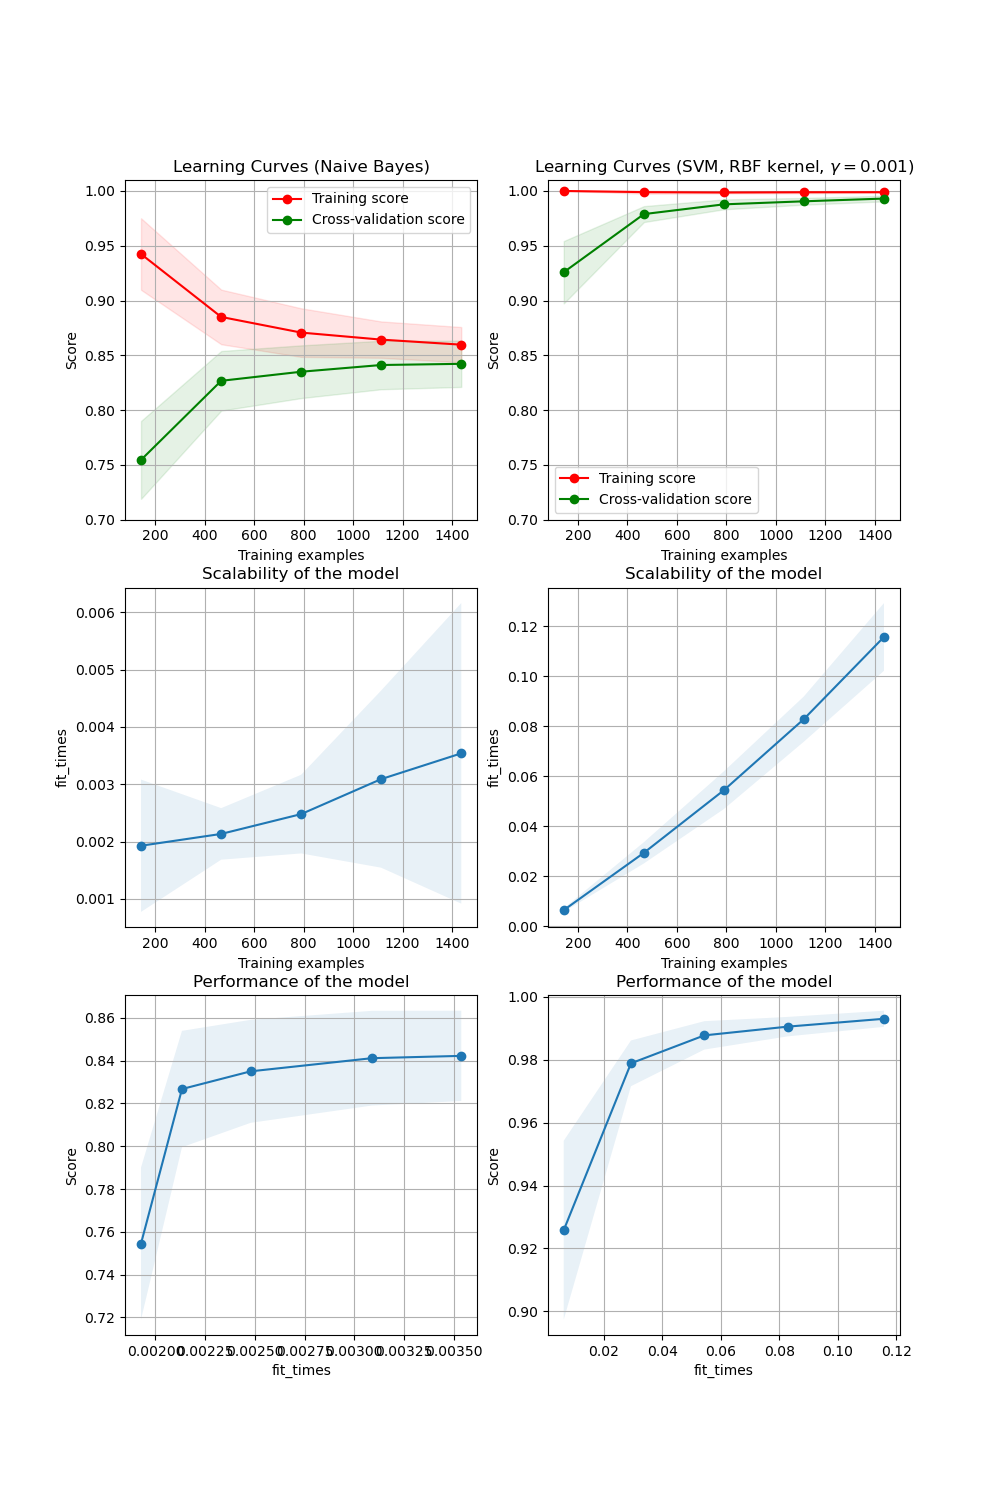 Learning Curves (Naive Bayes)
Training score
Cross-validation score
1.00
0.95
0.90
0.85
0.80
0.75
0.70
Score
200 400 600 800 1000 1200 1400
Training examples
Learning Curves (SVM, RBF kernel, γ = 0.001)
1.00
0.95
0.90
0.85
0.80
0.75
0.70
Score
Training score
Cross-validation score
200 400 600 800 1000 1200 1400
Training examples
Scalability of the model
0.006
0.005
0.004
0.003
0.002
0.001
fit_times
200 400 600 800 1000 1200 1400
Training examples
Scalability of the model
0.12
0.10
0.08
0.06
0.04
0.02
0.00
fit_times
200 400 600 800 1000 1200 1400
Training examples
Performance of the model
0.86
0.84
0.82
0.80
0.78
0.76
0.74
0.72
Score
0.00200 0.00225 0.00250 0.00275 0.00300 0.00325 0.00350
fit_times
Performance of the model
1.00
0.98
0.96
0.94
0.92
0.90
Score
0.02 0.04 0.06 0.08 0.10 0.12
fit_times